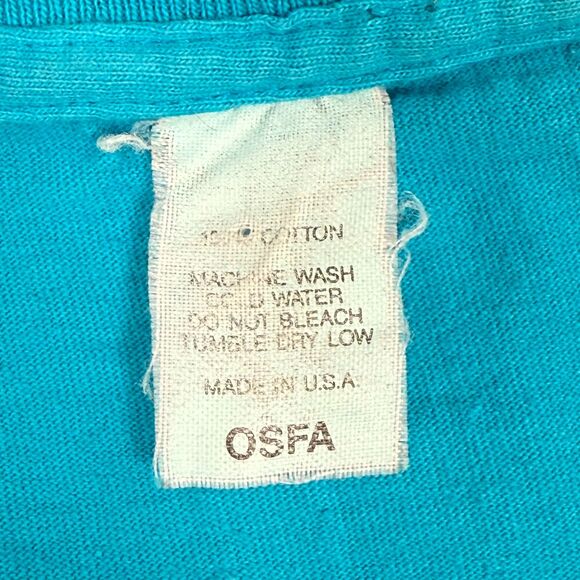 COTTON
MACHINE WASH
COLD WATER
DO NOT BLEACH
TUMBLE DRY LOW
MADE IN U.S.A
OSFA